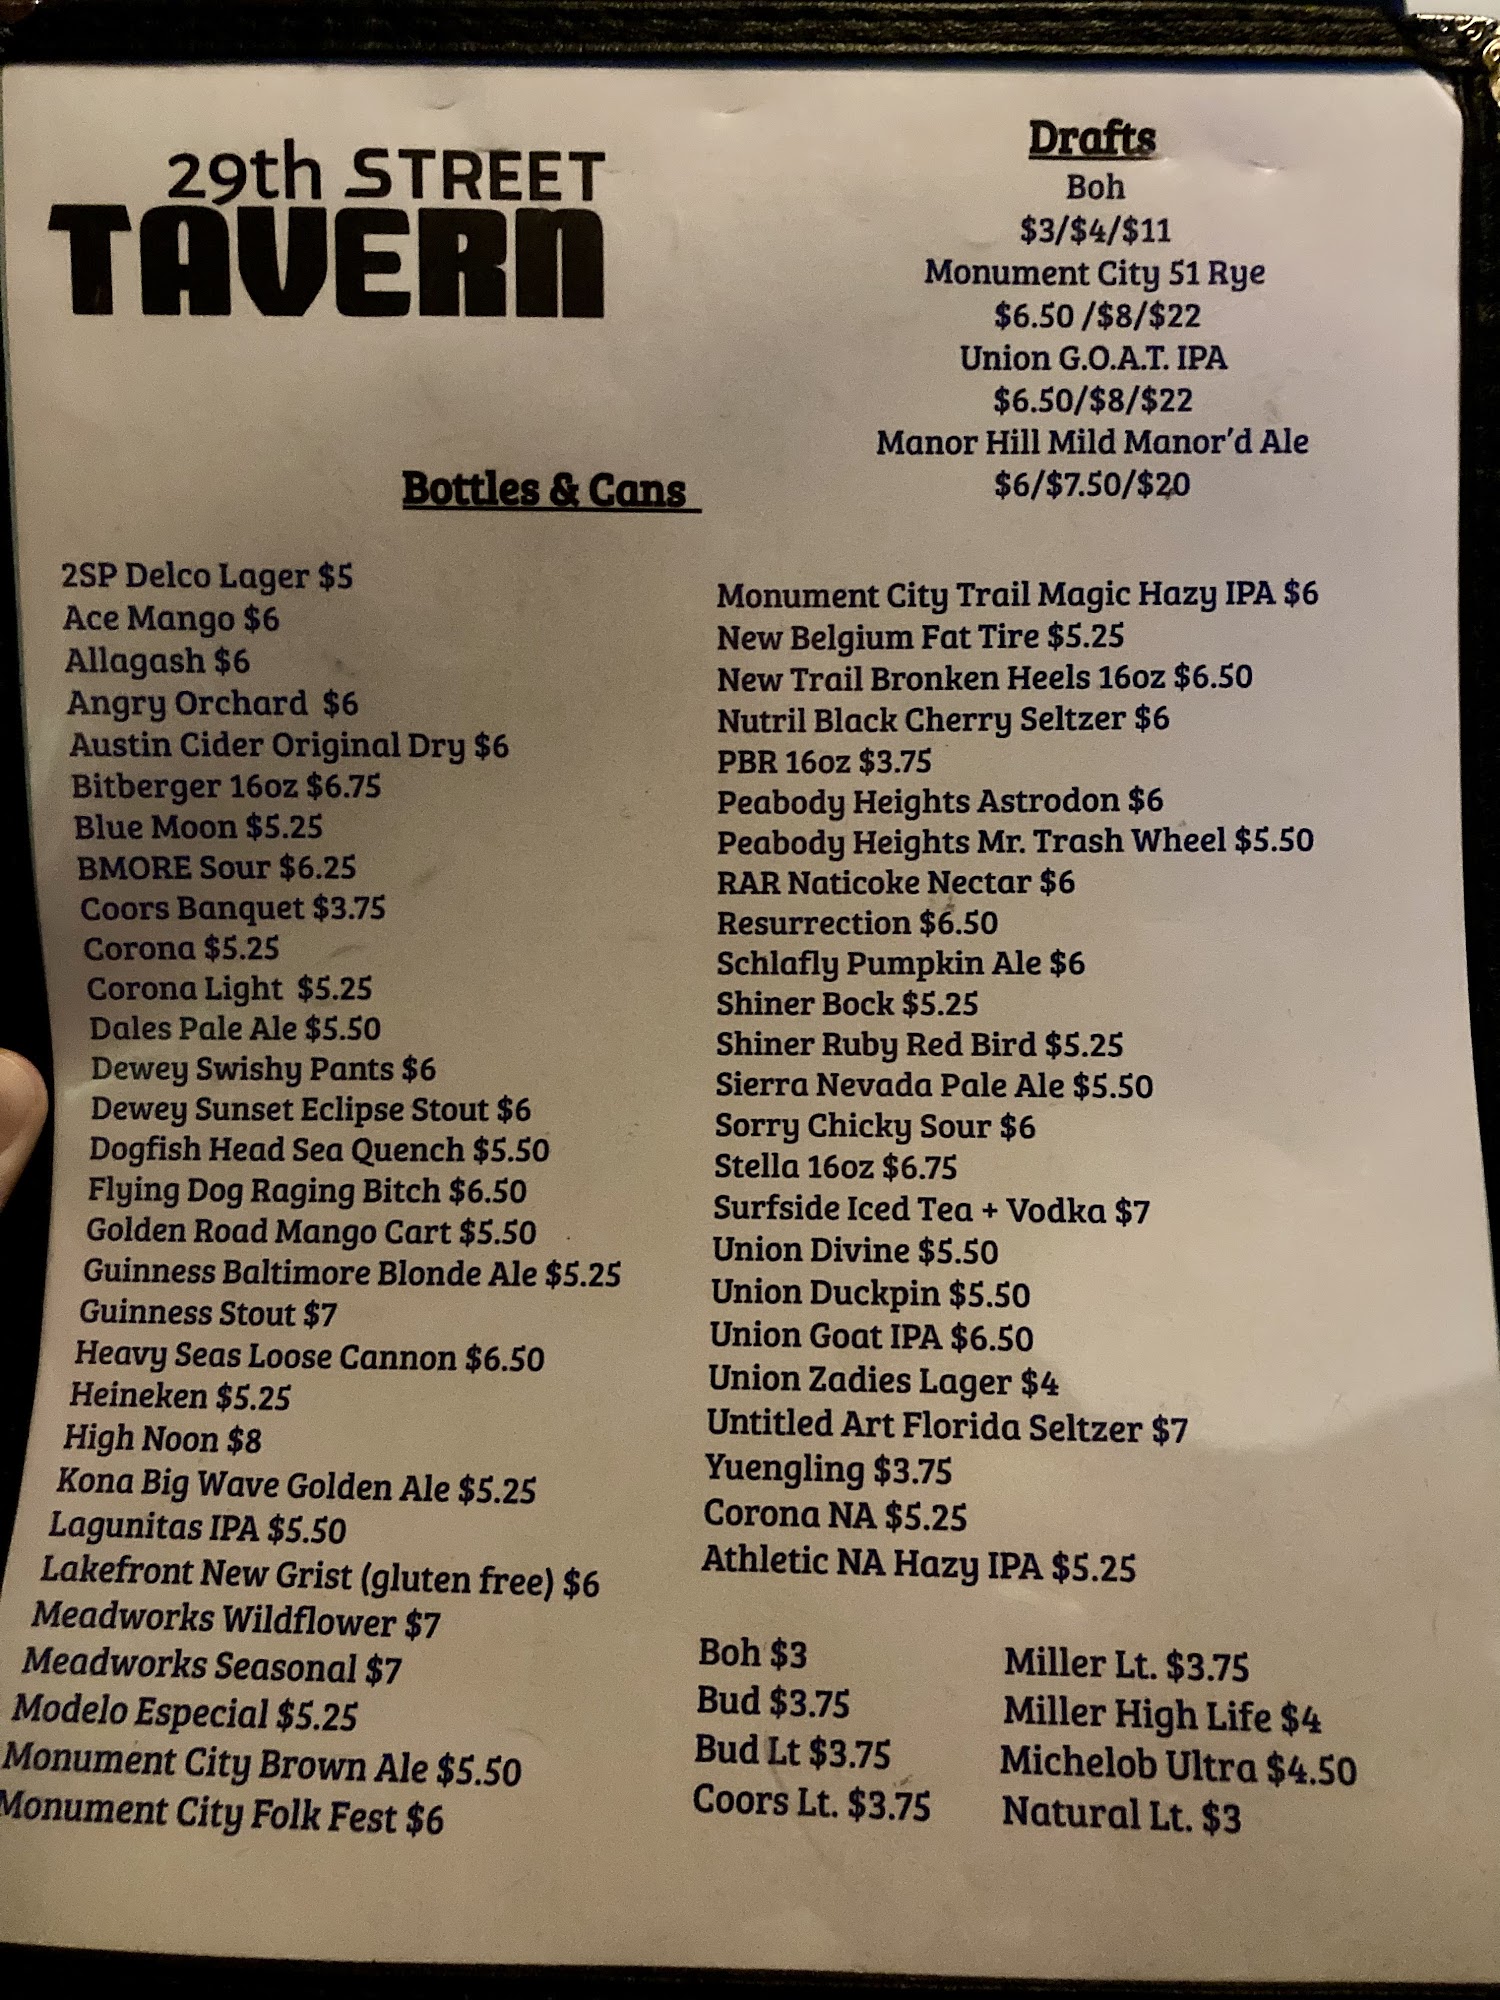 29th STREET
TAVERN
Drafts
Boh
$3/$4/$11
Monument City 51 Rye
$6.50 /$8/$22
Union G.O.A.T. IPA
$6.50/$8/$22
Manor Hill Mild Manor'd Ale
$6/$7.50/$20
Bottles & Cans
2SP Delco Lager $5
Ace Mango $6
Allagash $6
Angry Orchard $6
Austin Cider Original Dry $6
Bitberger 16oz $6.75
Blue Moon $5.25
BMORE Sour $6.25
Coors Banquet $3.75
Corona $5.25
Corona Light $5.25
Dales Pale Ale $5.50
Dewey Swishy Pants $6
Dewey Sunset Eclipse Stout $6
Dogfish Head Sea Quench $5.50
Flying Dog Raging Bitch $6.50
Golden Road Mango Cart $5.50
Guinness Baltimore Blonde Ale $5.25
Guinness Stout $7
Heavy Seas Loose Cannon $6.50
Heineken $5.25
High Noon $8
Kona Big Wave Golden Ale $5.25
Lagunitas IPA $5.50
Lakefront New Grist (gluten free) $6
Meadworks Wildflower $7
Meadworks Seasonal $7
Modelo Especial $5.25
Monument City Brown Ale $5.50
Monument City Folk Fest $6
Monument City Trail Magic Hazy IPA $6
New Belgium Fat Tire $5.25
New Trail Bronken Heels 16oz $6.50
Nutril Black Cherry Seltzer $6
PBR 16oz $3.75
Peabody Heights Astrodon $6
Peabody Heights Mr. Trash Wheel $5.50
RAR Naticoke Nectar $6
Resurrection $6.50
Schlafly Pumpkin Ale $6
Shiner Bock $5.25
Shiner Ruby Red Bird $5.25
Sierra Nevada Pale Ale $5.50
Sorry Chicky Sour $6
Stella 16oz $6.75
Surfside Iced Tea + Vodka $7
Union Divine $5.50
Union Duckpin $5.50
Union Goat IPA $6.50
Union Zadies Lager $4
Untitled Art Florida Seltzer $7
Yuengling $3.75
Corona NA $5.25
Athletic NA Hazy IPA $5.25
Boh $3
Bud $3.75
Bud Lt $3.75
Coors Lt. $3.75
Miller Lt. $3.75
Miller High Life $4
Michelob Ultra $4.50
Natural Lt. $3